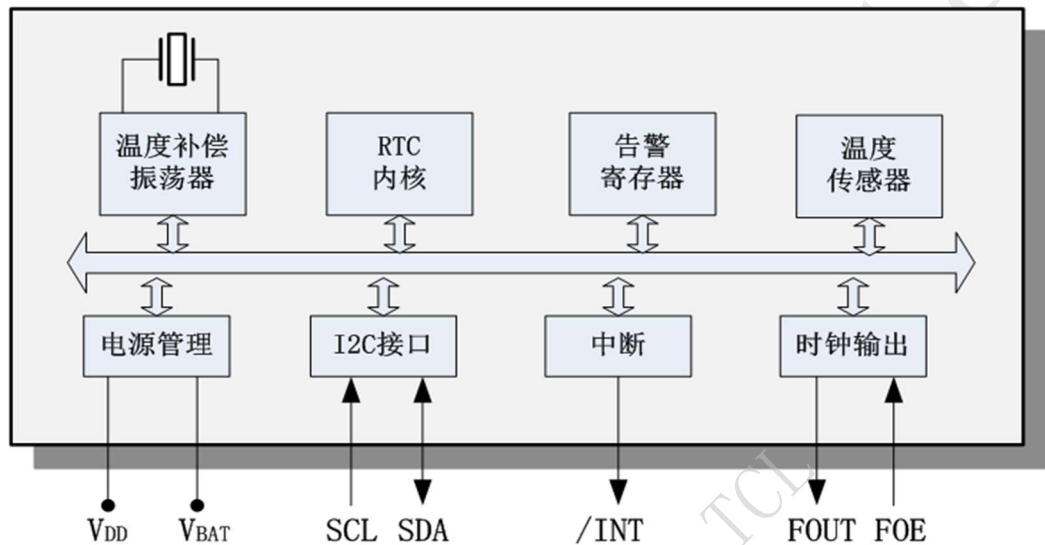 温度补偿
振荡器
RTC
内核
告警
寄存器
温度
传感器
电源管理
I2C接口
中断
时钟输出
VDD
VBAT
SCL
SDA
/INT
FOUT
FOE
TCL